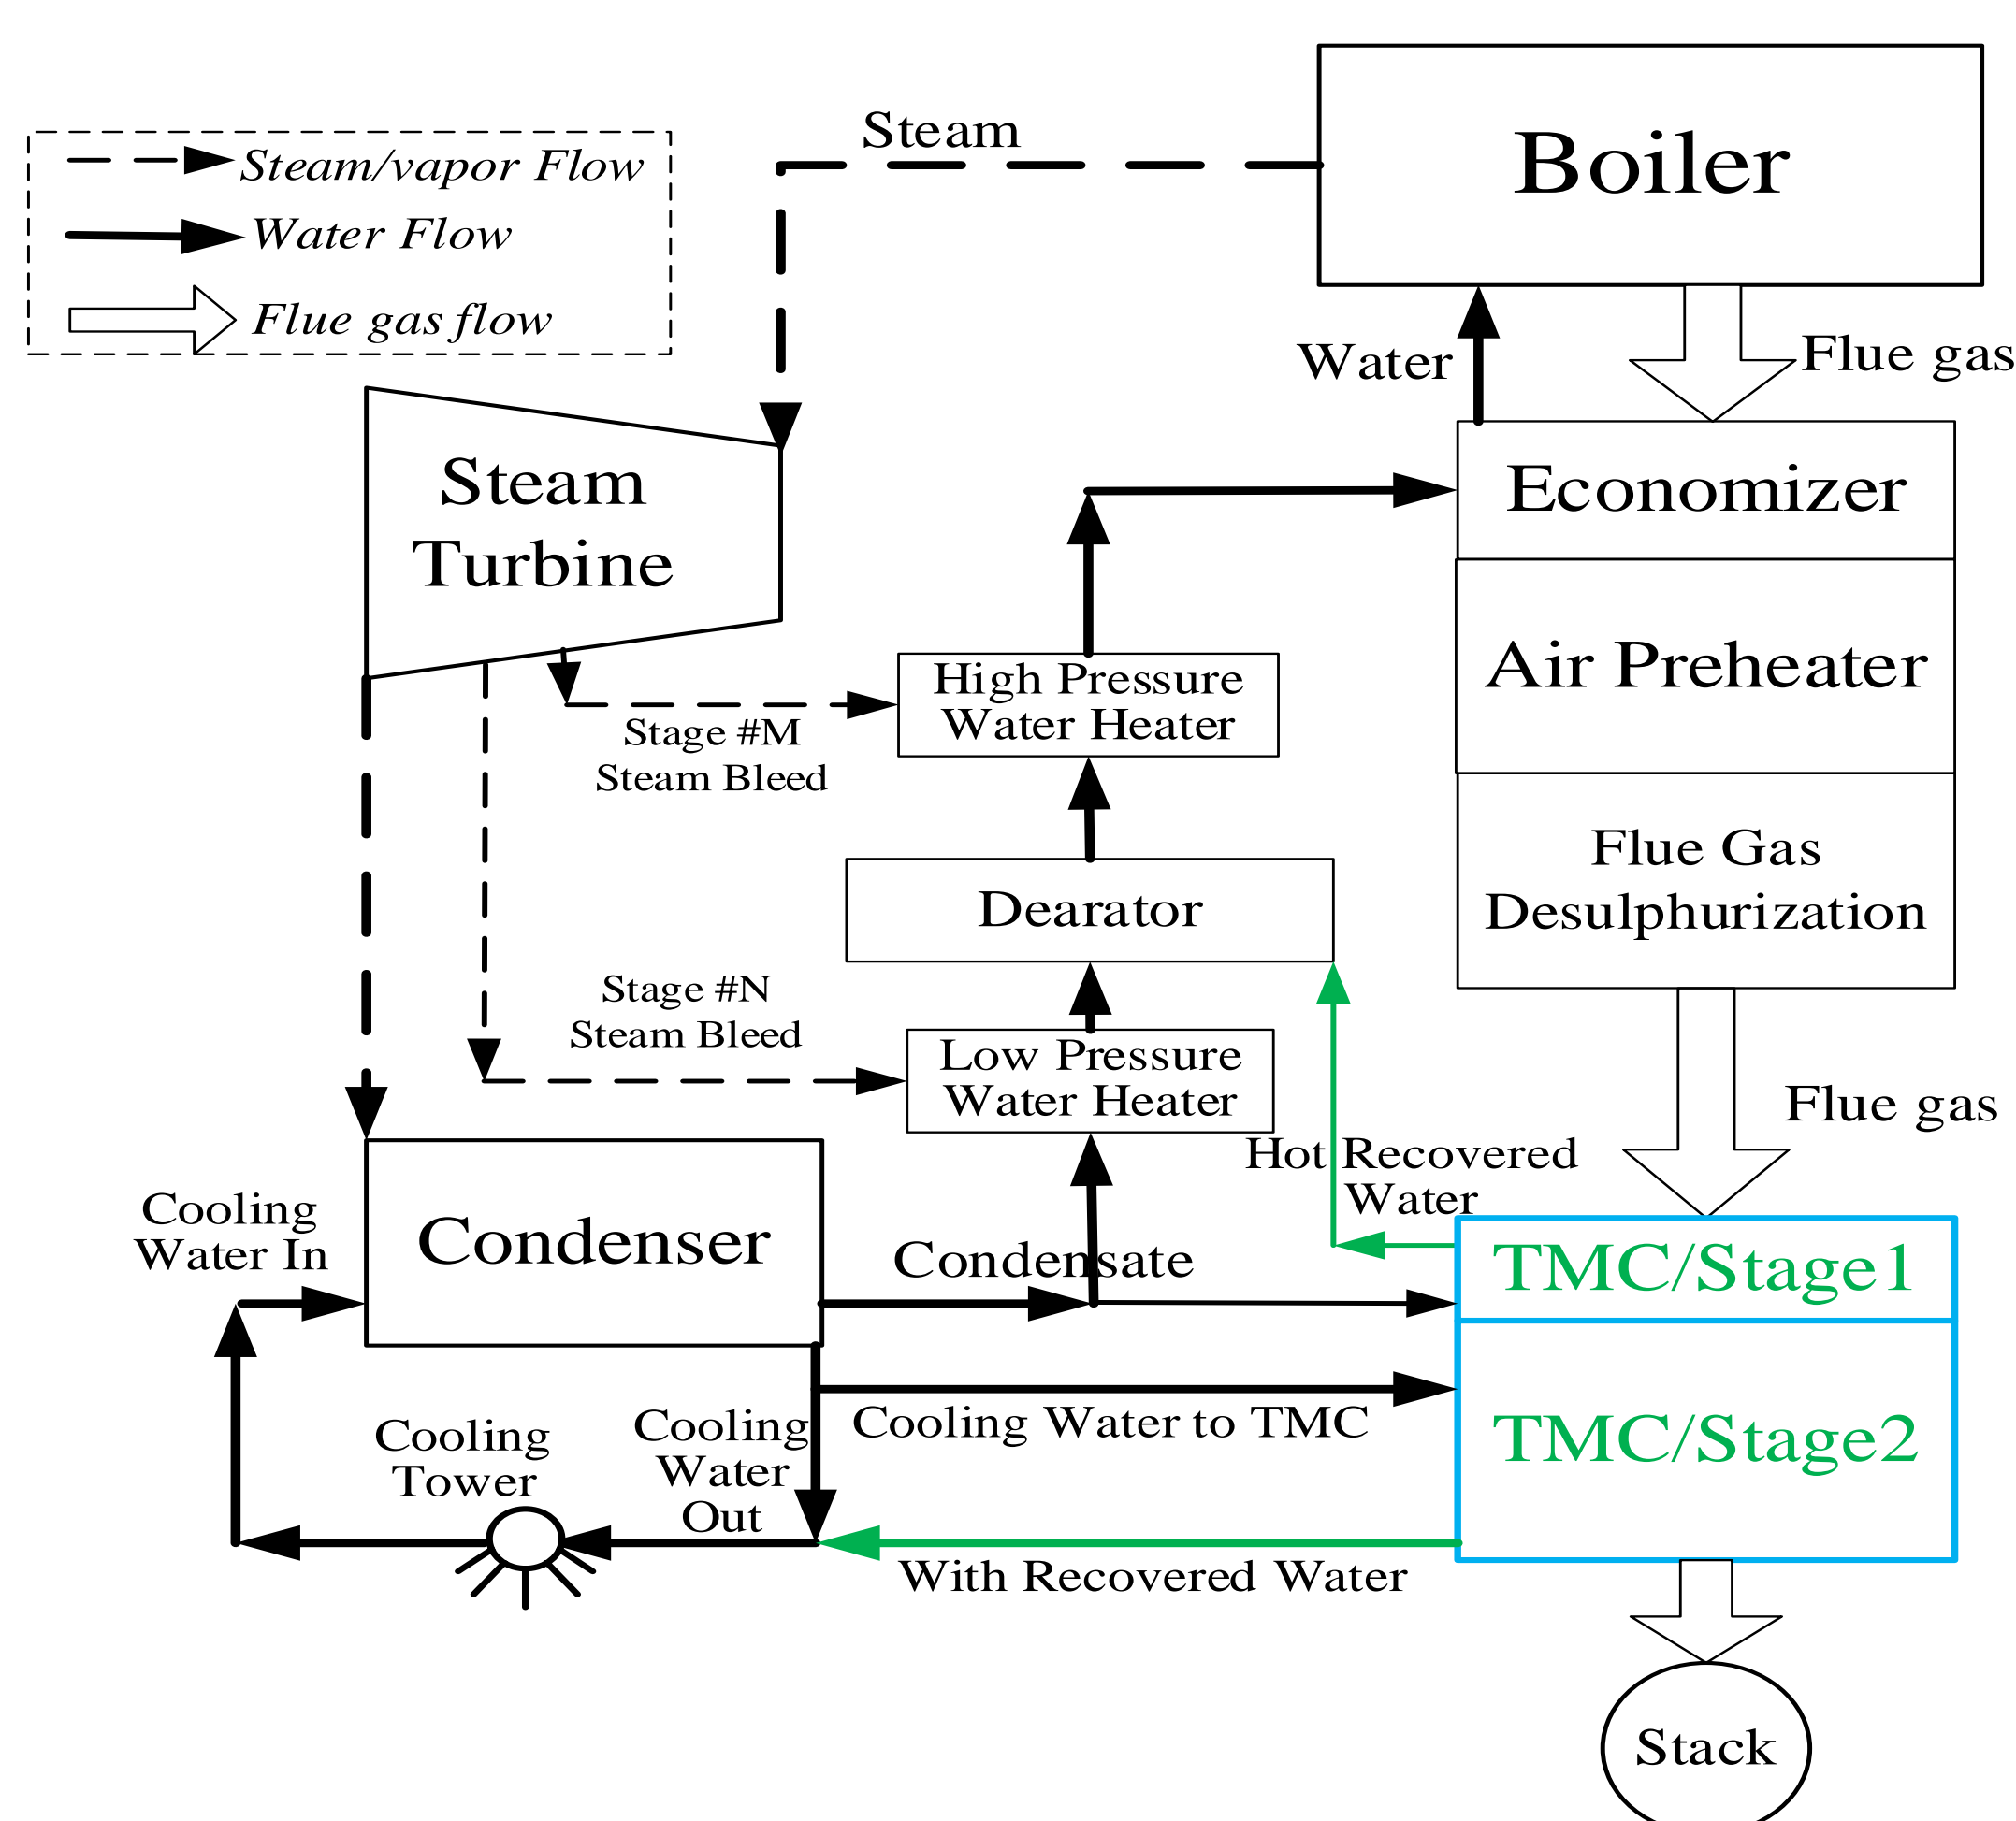 Steam
Boiler
Steam/vapor Flow
Water Flow
Flue gas flow
Water
Flue gas
Steam
Turbine
Economizer
High Pressure
Water Heater
Air Preheater
Stage #M
Steam Bleed
Flue Gas
Desulphurization
Dearator
Stage #N
Steam Bleed
Low Pressure
Water Heater
Flue gas
Hot Recovered
Water
Cooling
Water In
Condenser
Condensate
TMC/Stage1
Cooling
Tower
Cooling
Water
Out
Cooling Water to TMC
TMC/Stage2
With Recovered Water
Stack